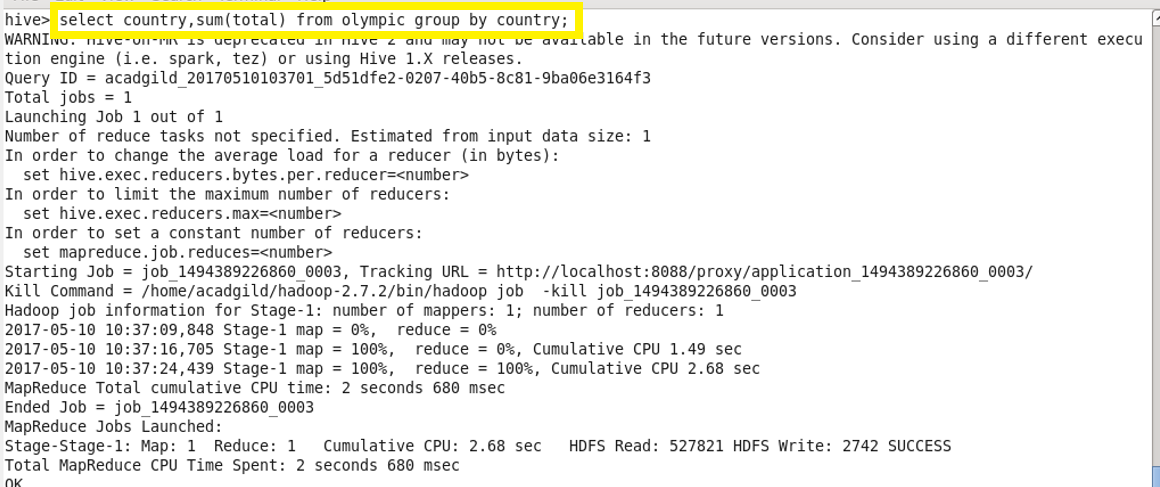 hive> select country,sum(total) from olympic group by country;
WARNING: Hive-on-MR is deprecated in Hive 2 and may not be available in the future versions. Consider using a different execu
tion engine (i.e. spark, tez) or using Hive 1.X releases.
Query ID = acadgild_20170510103701_5d51dfe2-0207-40b5-8c81-9ba06e3164f3
Total jobs = 1
Launching Job 1 out of 1
Number of reduce tasks not specified. Estimated from input data size: 1
In order to change the average load for a reducer (in bytes):
  set hive.exec.reducers.bytes.per.reducer=<number>
In order to limit the maximum number of reducers:
  set hive.exec.reducers.max=<number>
In order to set a constant number of reducers:
  set mapreduce.job.reduces=<number>
Starting Job = job_1494389226860_0003, Tracking URL = http://localhost:8088/proxy/application_1494389226860_0003/
Kill Command = /home/acadgild/hadoop-2.7.2/bin/hadoop job  -kill job_1494389226860_0003
Hadoop job information for Stage-1: number of mappers: 1; number of reducers: 1
2017-05-10 10:37:09,848 Stage-1 map = 0%,  reduce = 0%
2017-05-10 10:37:16,705 Stage-1 map = 100%,  reduce = 0%, Cumulative CPU 1.49 sec
2017-05-10 10:37:24,439 Stage-1 map = 100%,  reduce = 100%, Cumulative CPU 2.68 sec
MapReduce Total cumulative CPU time: 2 seconds 680 msec
Ended Job = job_1494389226860_0003
MapReduce Jobs Launched:
Stage-Stage-1: Map: 1  Reduce: 1   Cumulative CPU: 2.68 sec   HDFS Read: 527821 HDFS Write: 2742 SUCCESS
Total MapReduce CPU Time Spent: 2 seconds 680 msec
OK